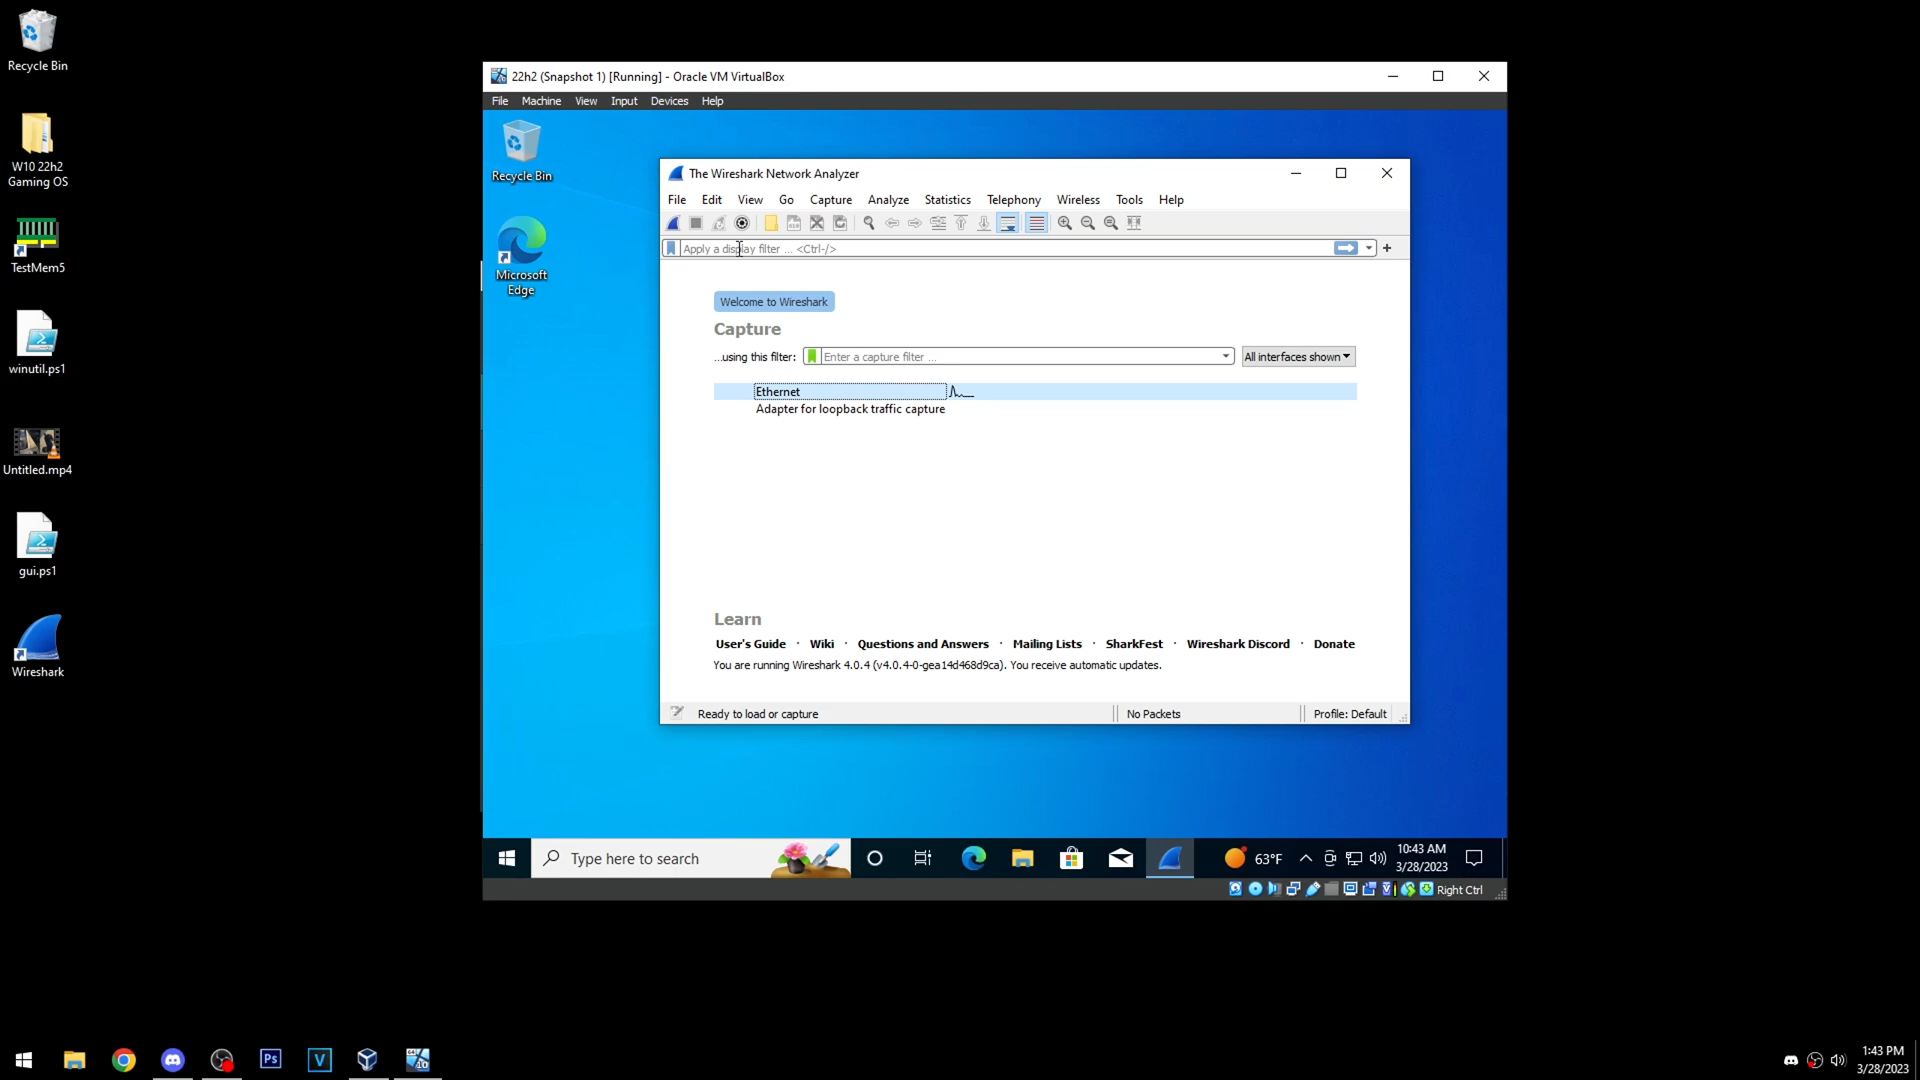 Recycle Bin
W10 22h2
Gaming OS
TestMem5
winutil.ps1
Untitled.mp4
gui.ps1
Wireshark
22h2 (Snapshot 1) [Running] - Oracle VM VirtualBox
File Machine View Input Devices Help
Recycle Bin
Microsoft
Edge
The Wireshark Network Analyzer
File Edit View Go Capture Analyze Statistics Telephony Wireless Tools Help
Apply a display filter ... <Ctrl-/>
Welcome to Wireshark
Capture
...using this filter: Enter a capture filter ... All interfaces shown
Ethernet
Adapter for loopback traffic capture
Learn
User's Guide · Wiki · Questions and Answers · Mailing Lists · SharkFest · Wireshark Discord · Donate
You are running Wireshark 4.0.4 (v4.0.4-0-gea14d468d9ca). You receive automatic updates.
Ready to load or capture No Packets Profile: Default
Type here to search 63°F 10:43 AM
3/28/2023
Right Ctrl
Ps V 1:43 PM
3/28/2023